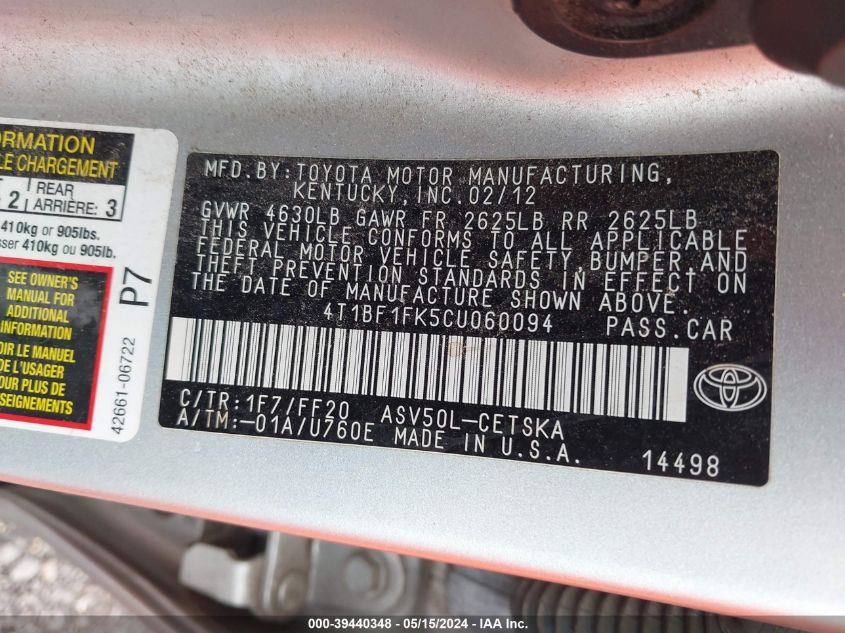 ORMATION
LE CHARGEMENT
2
REAR
ARRIÈRE: 3
410kg or 905lbs.
sser 410kg ou 905lb.
SEE OWNER'S
MANUAL FOR
ADDITIONAL
INFORMATION
OIR LE MANUEL
DE L'USAGER
POUR PLUS DE
SEIGNEMENTS
P7
42661-06722
MFD.BY:TOYOTA MOTOR MANUFACTURING,
KENTUCKY,INC.02/12
GVWR 4630LB GAWR FR 2625LB RR 2625LB
THIS VEHICLE CONFORMS TO ALL APPLICABLE
FEDERAL MOTOR VEHICLE SAFETY,BUMPER AND
THEFT PREVENTION STANDARDS IN EFFECT ON
THE DATE OF MANUFACTURE SHOWN ABOVE.
4T1BF1FK5CU060094 PASS.CAR
C/TR:1F7/FF20 ASV50L-CETSKA
A/TM:-01A/U760E MADE IN U.S.A.
14498
000-39440348 - 05/15/2024 - IAA Inc.